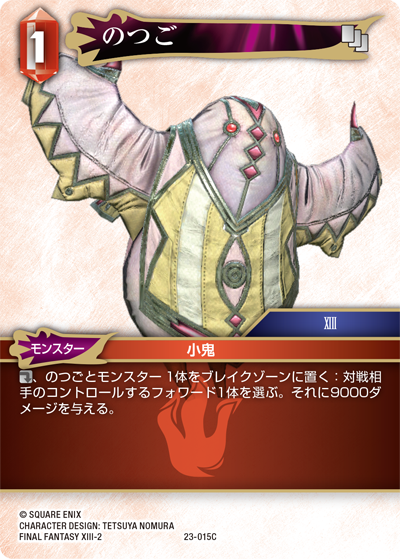 1
のつご
XIII
モンスター
小鬼
、のつごとモンスター 1体をブレイクゾーンに置く：対戦相
手のコントロールするフォワード1体を選ぶ。それに9000ダ
メージを与える。
© SQUARE ENIX
CHARACTER DESIGN: TETSUYA NOMURA
FINAL FANTASY XIII-2
23-015C